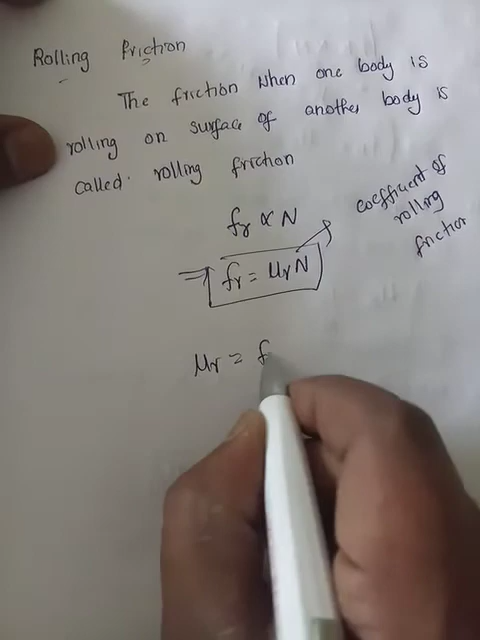 Rolling friction
The friction when one body is
rolling on surface of another body is
called. rolling friction
fr ∝ N
⇒ fr = μrN
coefficient of
rolling
friction
μr = f